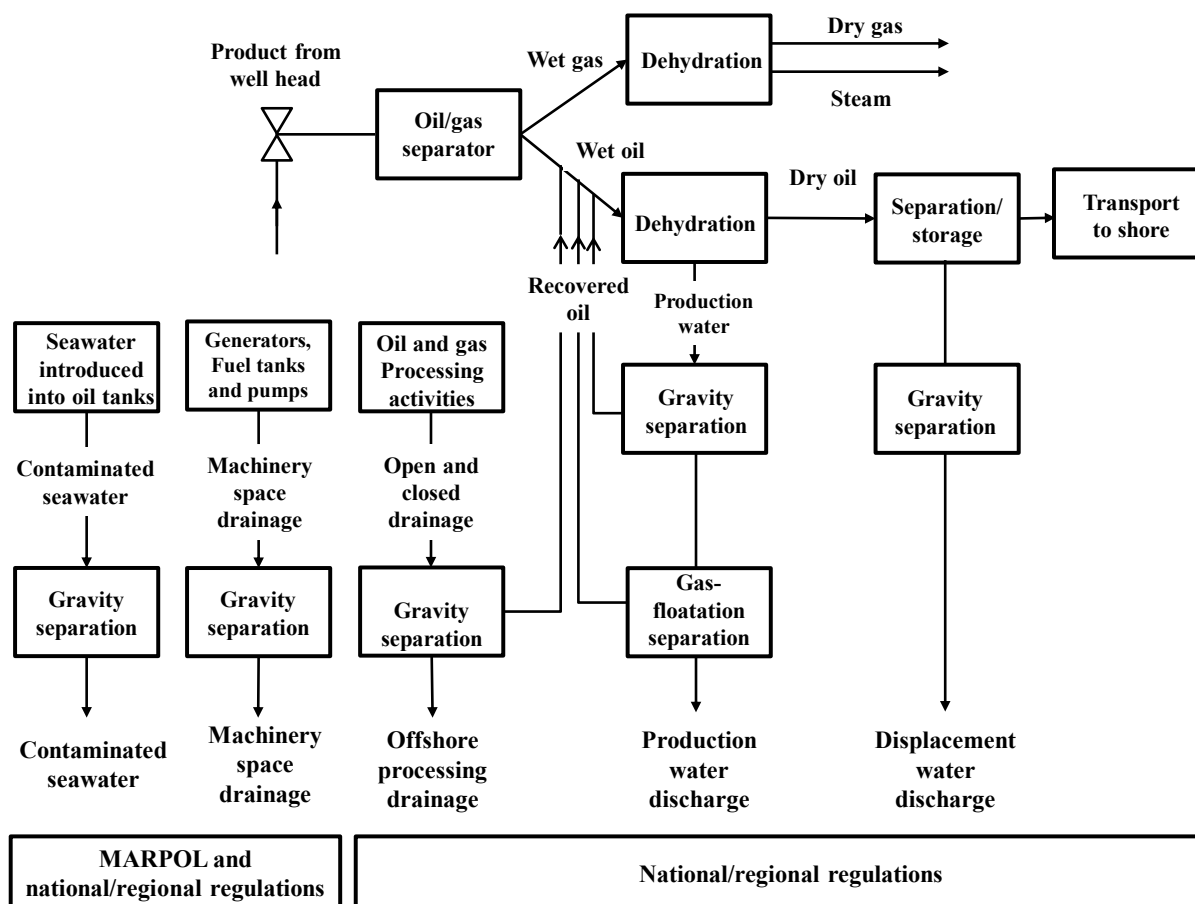 Product from
well head
Oil/gas
separator
Wet gas
Dehydration
Dry gas
Steam
Wet oil
Dehydration
Dry oil
Separation/
storage
Transport
to shore
Recovered
oil
Production
water
Seawater
introduced
into oil tanks
Generators,
Fuel tanks
and pumps
Oil and gas
Processing
activities
Gravity
separation
Gravity
separation
Contaminated
seawater
Machinery
space
drainage
Open and
closed
drainage
Gravity
separation
Gravity
separation
Gravity
separation
Gas-
floatation
separation
Contaminated
seawater
Machinery
space
drainage
Offshore
processing
drainage
Production
water
discharge
Displacement
water
discharge
MARPOL and
national/regional regulations
National/regional regulations